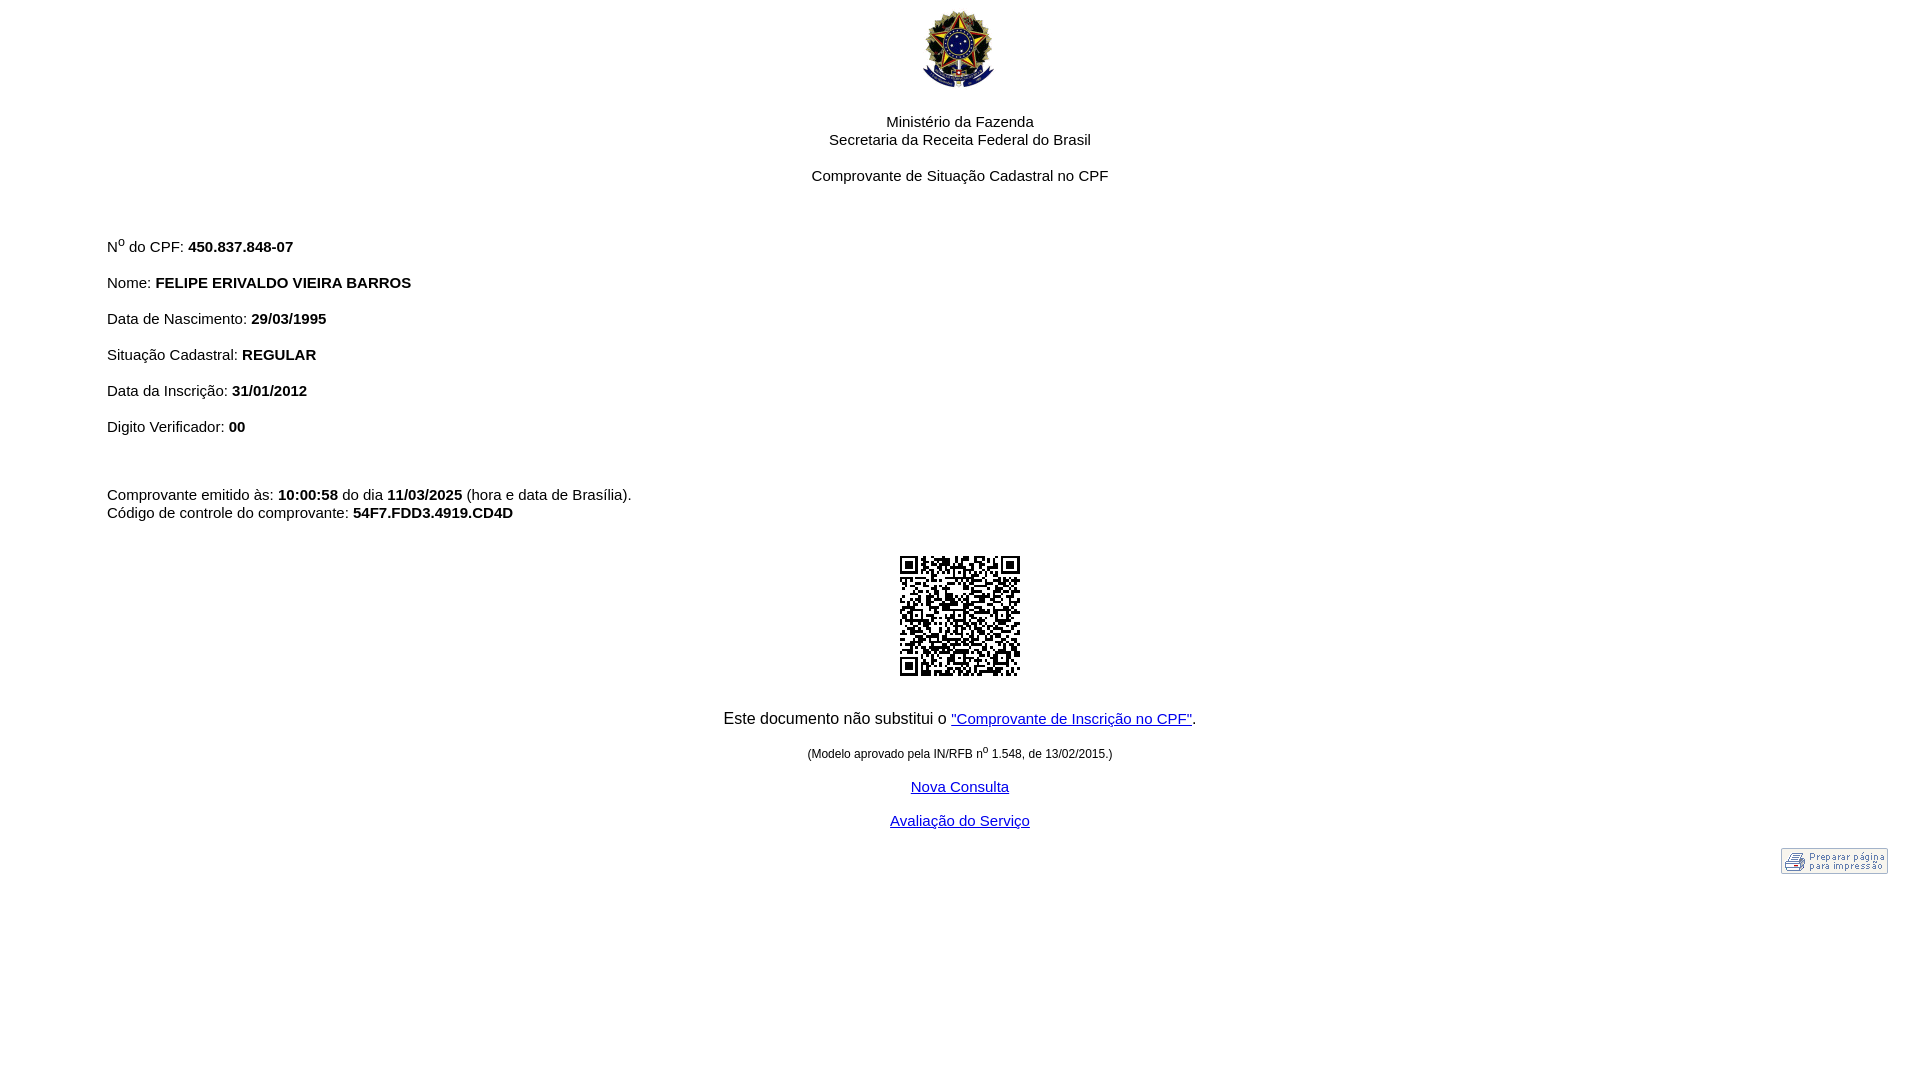 Ministério da Fazenda
Secretaria da Receita Federal do Brasil
Comprovante de Situação Cadastral no CPF
Nº do CPF: 450.837.848-07
Nome: FELIPE ERIVALDO VIEIRA BARROS
Data de Nascimento: 29/03/1995
Situação Cadastral: REGULAR
Data da Inscrição: 31/01/2012
Digito Verificador: 00
Comprovante emitido às: 10:00:58 do dia 11/03/2025 (hora e data de Brasília).
Código de controle do comprovante: 54F7.FDD3.4919.CD4D
Este documento não substitui o "Comprovante de Inscrição no CPF".
(Modelo aprovado pela IN/RFB nº 1.548, de 13/02/2015.)
Nova Consulta
Avaliação do Serviço
Preparar página
para impressão